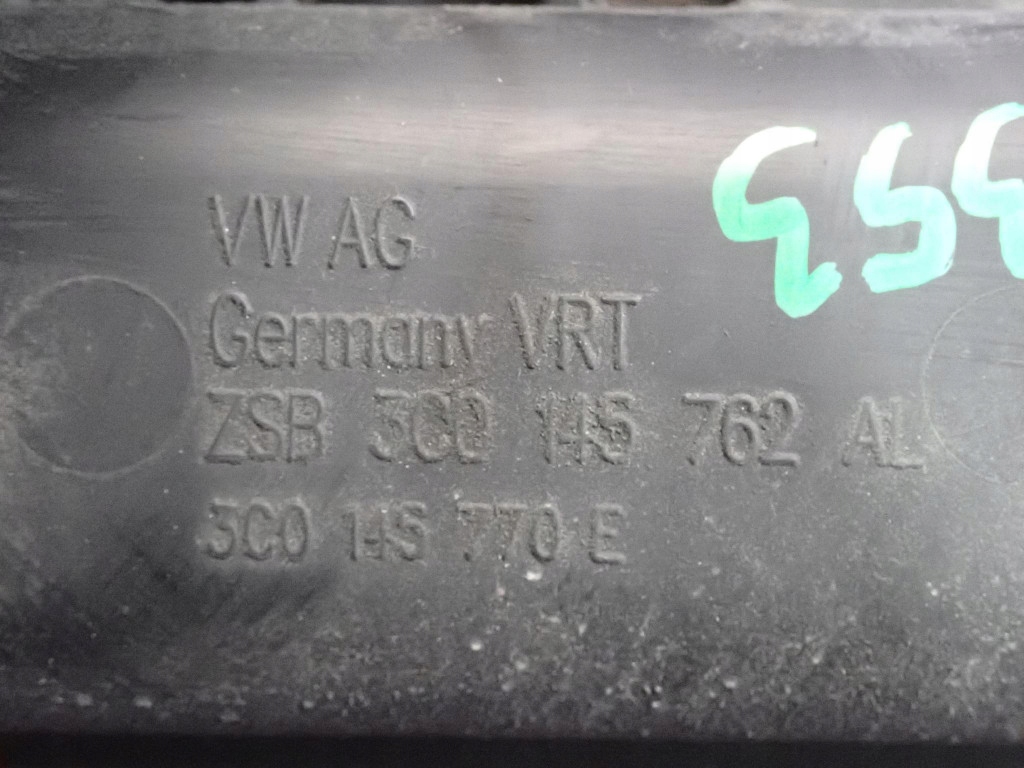 VW AG
Germany VRT
ZSB 3C0 145 762 AL
3C0 145 770 E